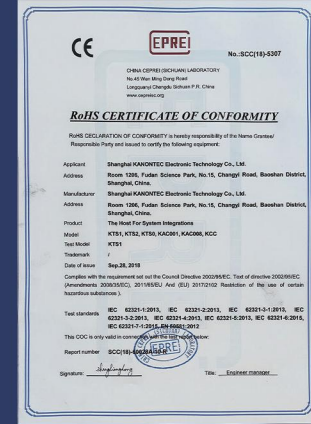 CE
EPREI
No.:SCC(18)-5307
CHINA CEPREI (SICHUAN) LABORATORY
No.45 Wen Ming Dong Road
Longquanyi Chengdu Sichuan P.R. China
www.cepreisc.org
RoHS CERTIFICATE OF CONFORMITY
RoHS DECLARATION OF CONFORMITY is hereby responsibility of the Name Grantee/
Responsible Party and issued to certify the following equipment:
Applicant Shanghai KANONTEC Electronic Technology Co., Ltd.
Address Room 1206, Fudan Science Park, No.15, Changyi Road, Baoshan District,
Shanghai, China.
Manufacturer Shanghai KANONTEC Electronic Technology Co., Ltd.
Address Room 1206, Fudan Science Park, No.15, Changyi Road, Baoshan District,
Shanghai, China.
Product The Host For System Integrations
Model KTS1, KTS2, KTS0, KAC001, KAC008, KCC
Test Model KTS1
Trademark /
Date of issue Sep.28, 2018
Complies with the requirement set out the Council Directive 2002/95/EC. Text of directive 2002/95/EC
(Amendments 2008/35/EC), 2011/65/EU And (EU) 2017/2102 Restriction of the use of certain
hazardous substances ).
Test standards IEC 62321-1:2013, IEC 62321-2:2013, IEC 62321-3-1:2013, IEC
62321-3-2:2013, IEC 62321-4:2013, IEC 62321-5:2013, IEC 62321-6:2015,
IEC 62321-7-1:2015, EN 50581:2012
This COC is only valid in connection with the test report below:
Report number
Signature: Title: Engineer manager